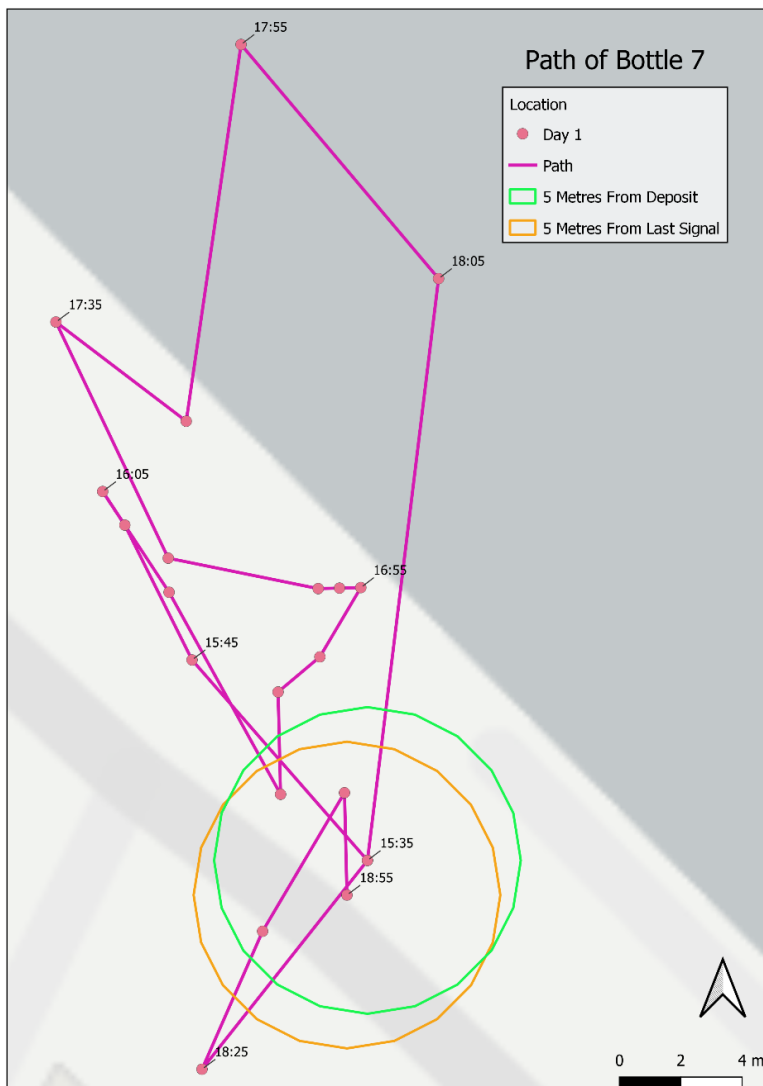 17:55
Path of Bottle 7
Location
Day 1
Path
5 Metres From Deposit
5 Metres From Last Signal
18:05
17:35
16:05
16:55
15:45
15:35
18:55
18:25
0 2 4 m